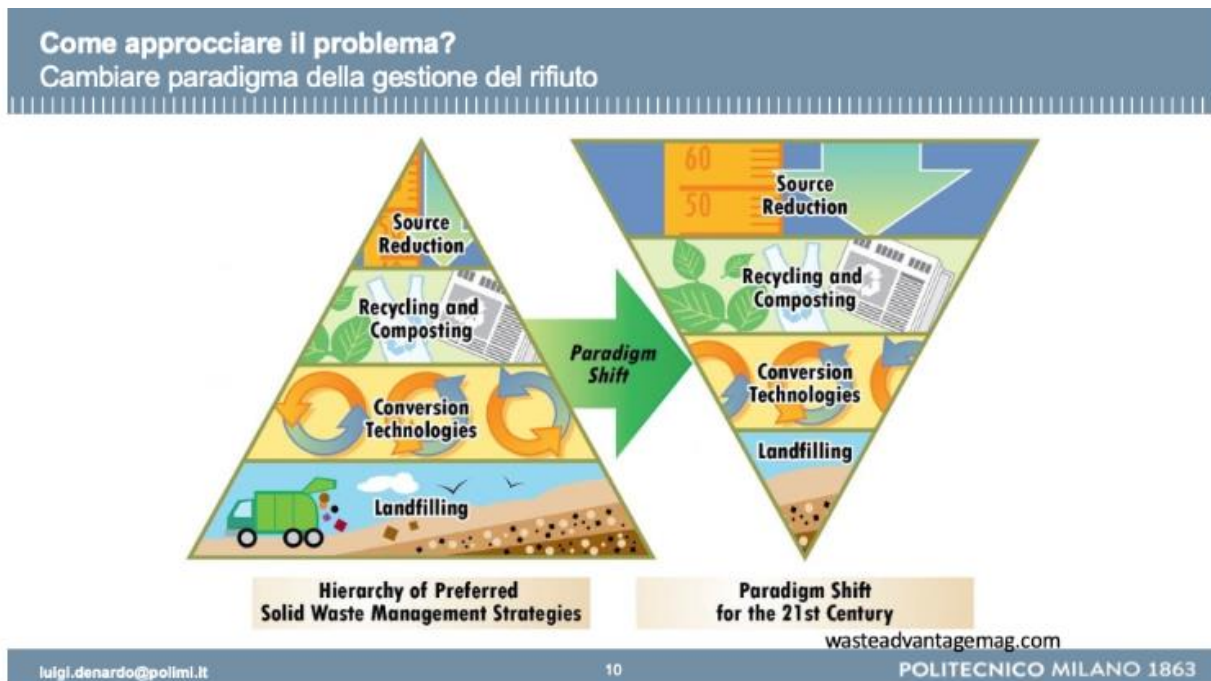 Come approcciare il problema?
Cambiare paradigma della gestione del rifiuto
60
50
Source
Reduction
Recycling and
Composting
Conversion
Technologies
Landfilling
Paradigm
Shift
Source
Reduction
Recycling and
Composting
Conversion
Technologies
Landfilling
Hierarchy of Preferred
Solid Waste Management Strategies
Paradigm Shift
for the 21st Century
wasteadvantagemag.com
luigi.denardo@polimi.it
10
POLITECNICO MILANO 1863